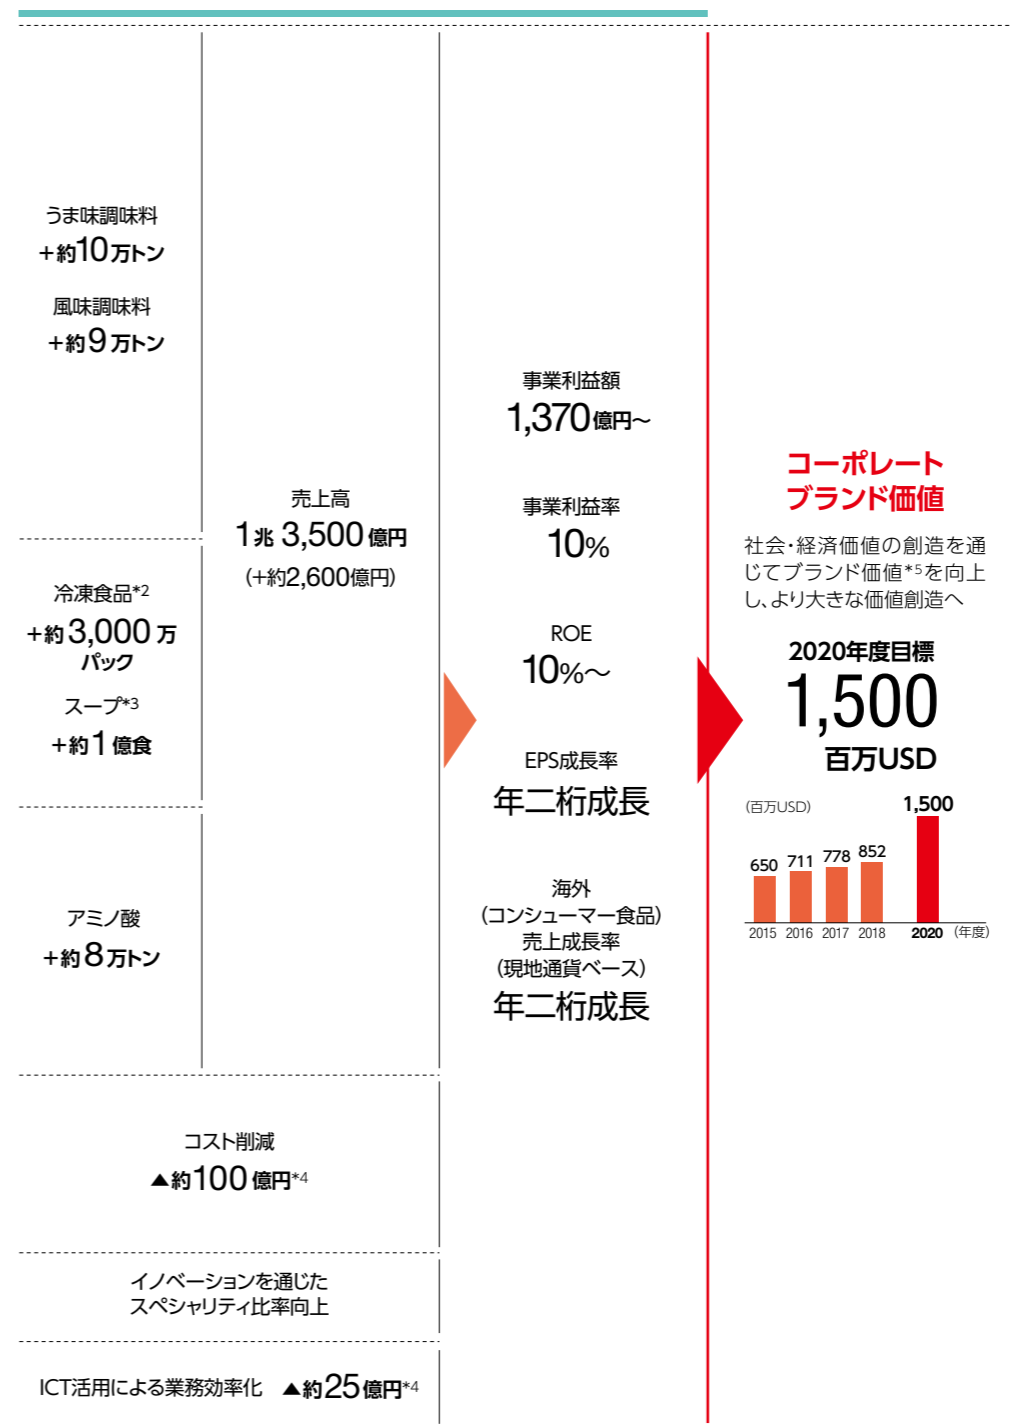 うま味調味料
＋約10万トン
風味調味料
＋約9万トン
冷凍食品*2
＋約3,000万
パック
スープ*3
＋約1億食
アミノ酸
＋約8万トン
売上高
1兆3,500億円
(＋約2,600億円)
コスト削減
▲約100億円*4
イノベーションを通じた
スペシャリティ比率向上
ICT活用による業務効率化 ▲約25億円*4
事業利益額
1,370億円～
事業利益率
10%
ROE
10%～
EPS成長率
年二桁成長
海外
（コンシューマー食品）
売上成長率
（現地通貨ベース）
年二桁成長
コーポレート
ブランド価値
社会・経済価値の創造を通
じてブランド価値*5を向上
し、より大きな価値創造へ
2020年度目標
1,500
百万USD
（百万USD）
650 711 778 852 1,500
2015 2016 2017 2018 2020 （年度）